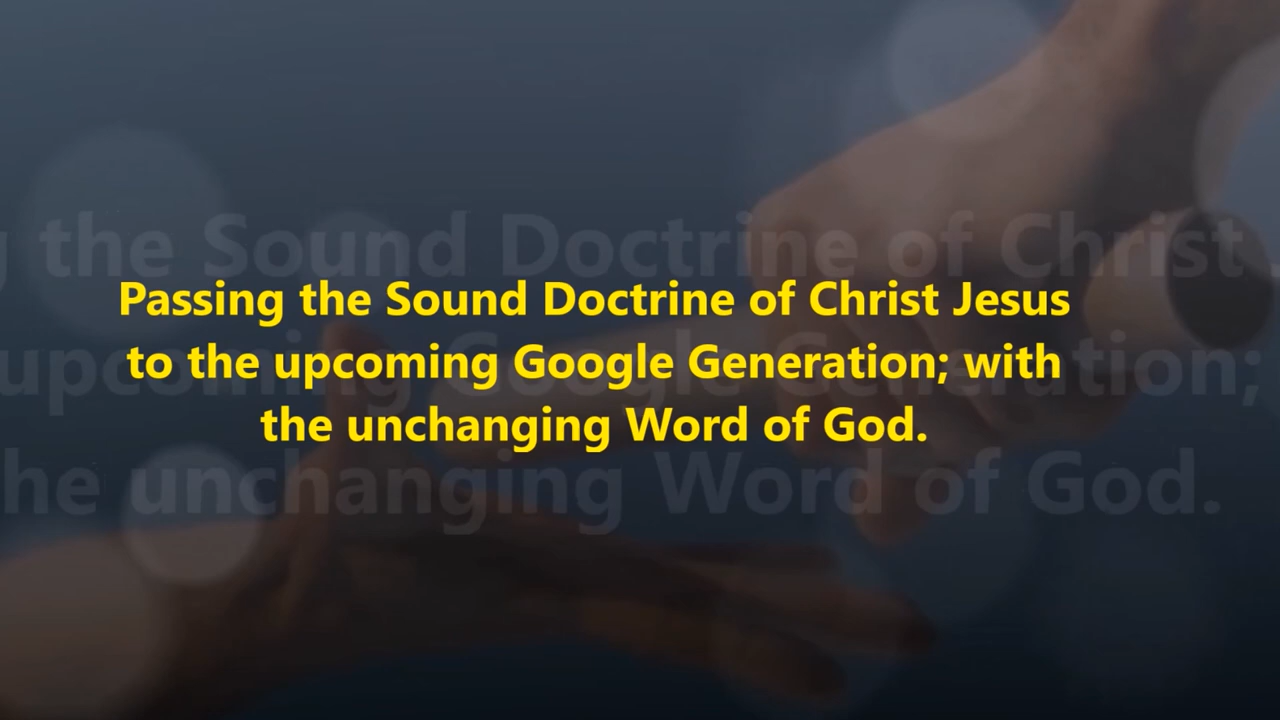 Passing the Sound Doctrine of Christ Jesus
to the upcoming Google Generation; with
the unchanging Word of God.